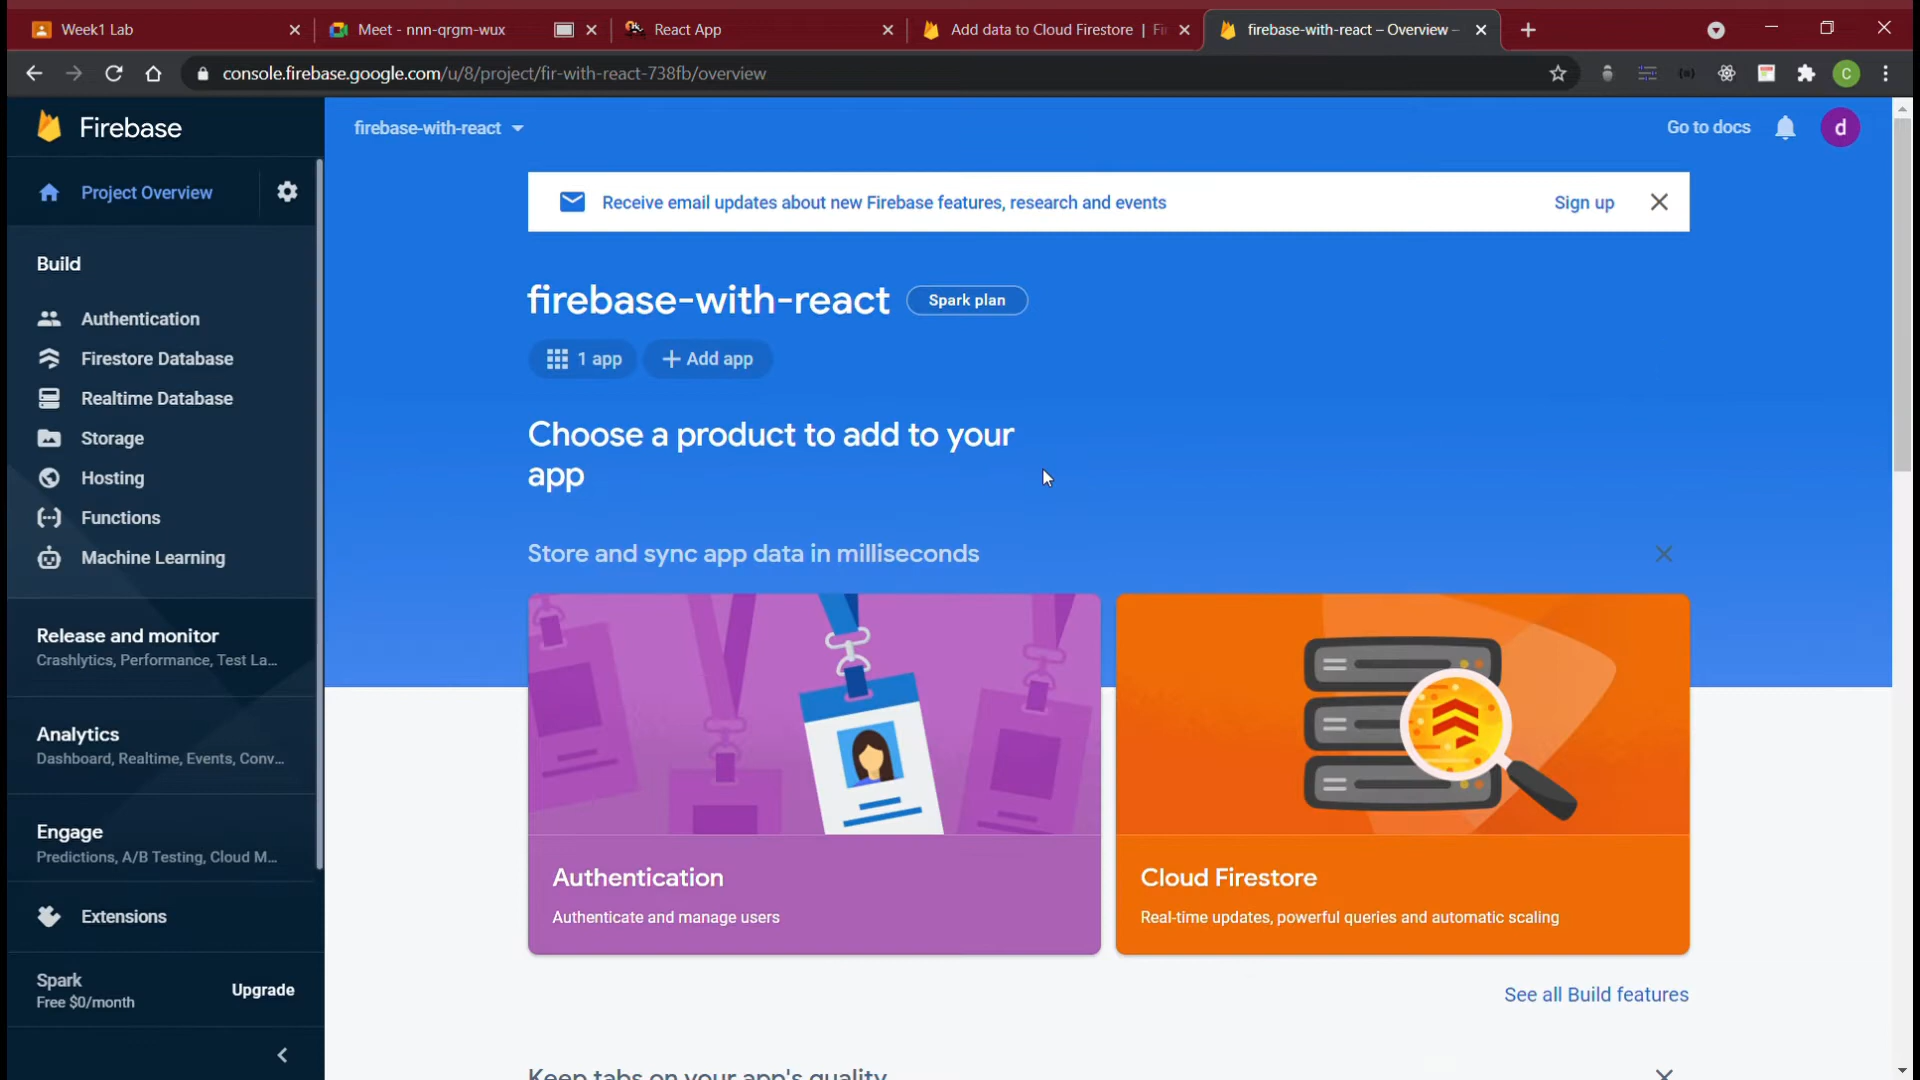 Week1 Lab
Meet - nnn-qrgm-wux
React App
Add data to Cloud Firestore | Fi
firebase-with-react – Overview –
console.firebase.google.com/u/8/project/fir-with-react-738fb/overview
C
Firebase
firebase-with-react
Go to docs
d
Project Overview
Receive email updates about new Firebase features, research and events
Sign up
Build
Authentication
Firestore Database
Realtime Database
Storage
Hosting
Functions
Machine Learning
firebase-with-react
Spark plan
1 app
Add app
Choose a product to add to your
app
Store and sync app data in milliseconds
Release and monitor
Crashlytics, Performance, Test La...
Analytics
Dashboard, Realtime, Events, Conv...
Engage
Predictions, A/B Testing, Cloud M...
Extensions
Spark
Free $0/month
Upgrade
Authentication
Authenticate and manage users
Cloud Firestore
Real-time updates, powerful queries and automatic scaling
See all Build features
Keep tabs on your app's quality